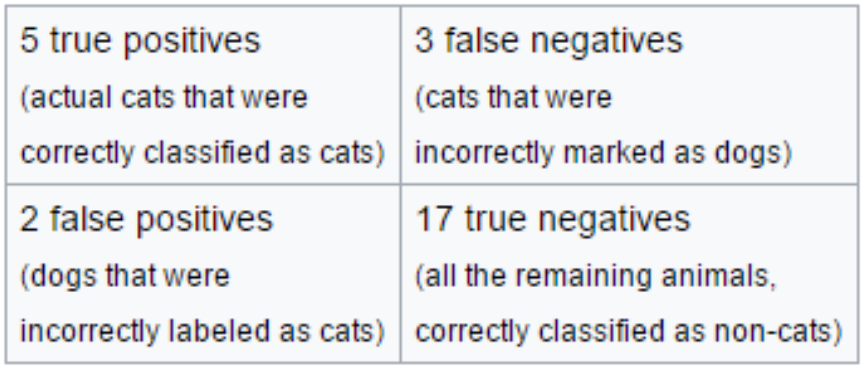 5 true positives
(actual cats that were
correctly classified as cats)
3 false negatives
(cats that were
incorrectly marked as dogs)
2 false positives
(dogs that were
incorrectly labeled as cats)
17 true negatives
(all the remaining animals,
correctly classified as non-cats)